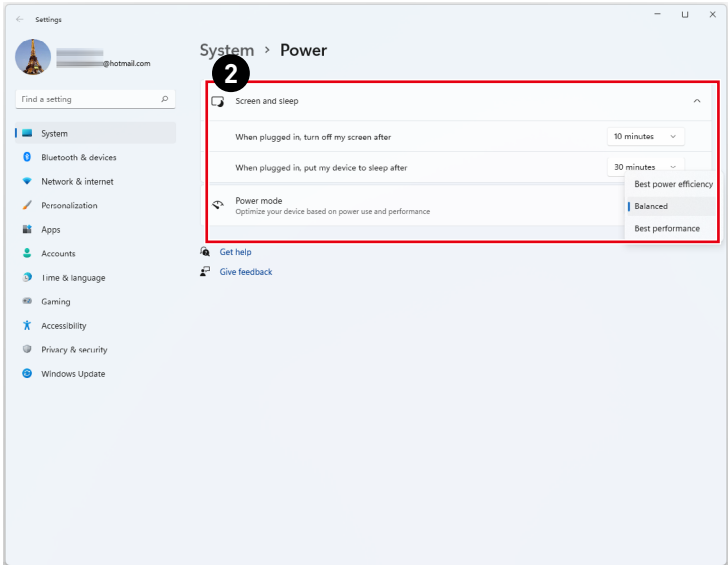 Settings
@hotmail.com
System > Power
2
Find a setting
Screen and sleep
When plugged in, turn off my screen after
10 minutes
When plugged in, put my device to sleep after
30 minutes
Power mode
Optimize your device based on power use and performance
Best power efficiency
Balanced
Best performance
Get help
Give feedback
System
Bluetooth & devices
Network & internet
Personalization
Apps
Accounts
Time & language
Gaming
Accessibility
Privacy & security
Windows Update